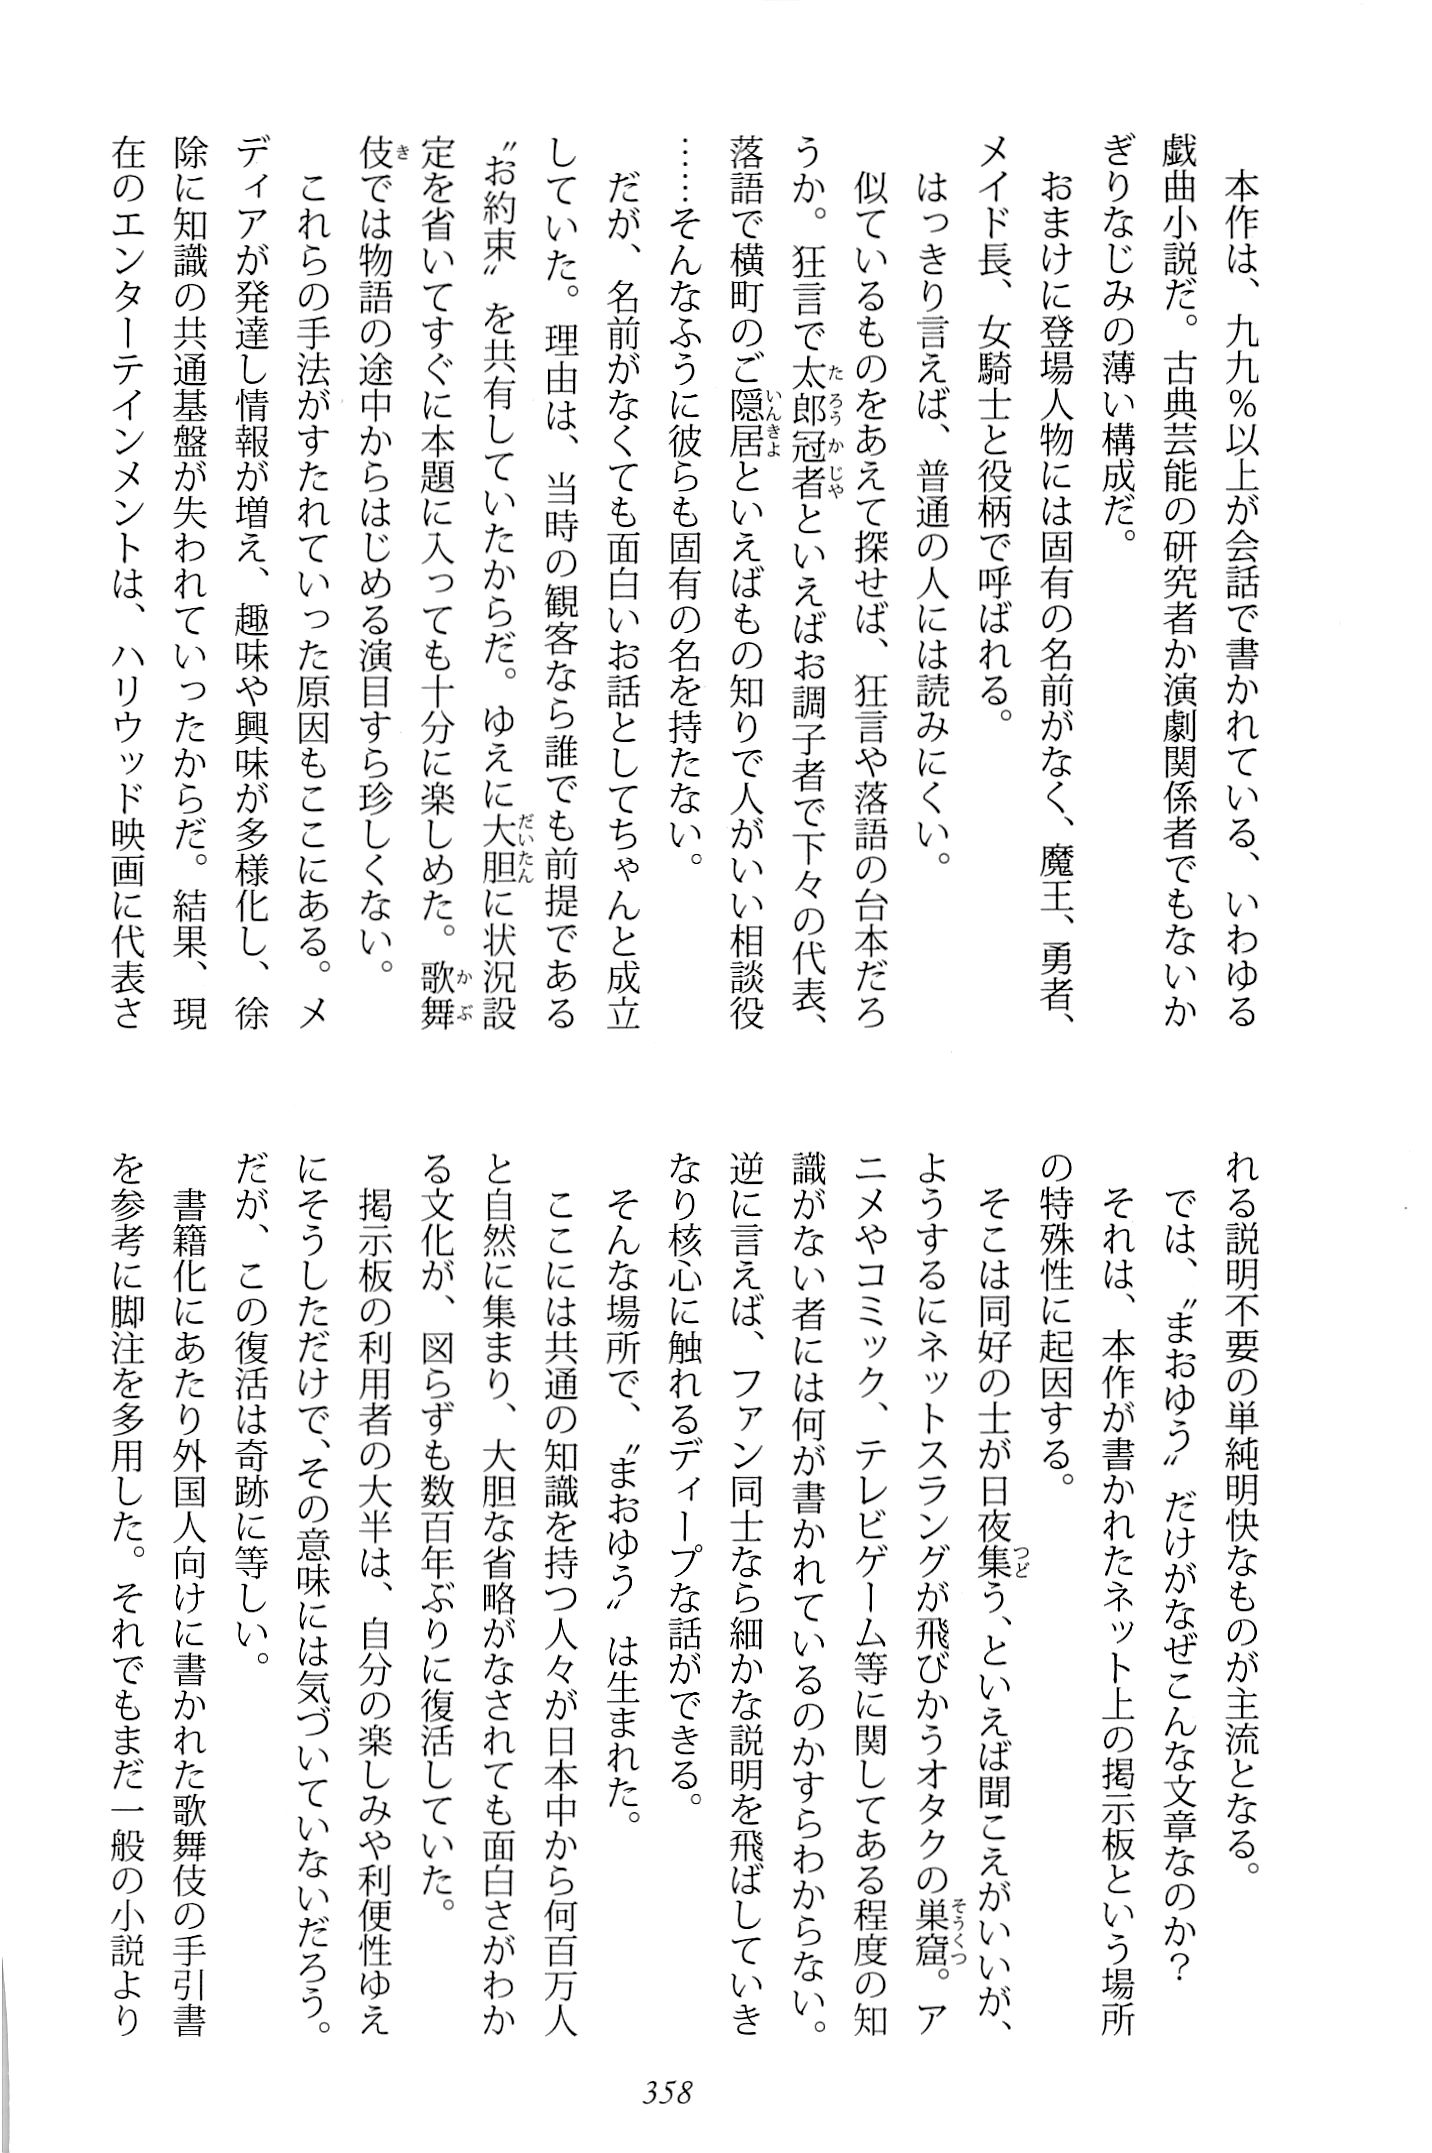 本作は、九九％以上が会話で書かれている、いわゆる
戯曲小説だ。古典芸能の研究者か演劇関係者でもないか
ぎりなじみの薄い構成だ。
　おまけに登場人物には固有の名前がなく、魔王、勇者、
メイド長、女騎士と役柄で呼ばれる。
　はっきり言えば、普通の人には読みにくい。
　似ているものをあえて探せば、狂言や落語の台本だろ
うか。狂言で太郎冠者といえばお調子者で下々の代表、
落語で横町のご隠居といえばもの知りで人がいい相談役
……そんなふうに彼らも固有の名を持たない。
　だが、名前がなくても面白いお話としてちゃんと成立
していた。理由は、当時の観客なら誰でも前提である
〝お約束〟を共有していたからだ。ゆえに大胆に状況設
定を省いてすぐに本題に入っても十分に楽しめた。歌舞
伎では物語の途中からはじめる演目すら珍しくない。
　これらの手法がすたれていった原因もここにある。メ
ディアが発達し情報が増え、趣味や興味が多様化し、徐
除に知識の共通基盤が失われていったからだ。結果、現
在のエンターテインメントは、ハリウッド映画に代表さ
れる説明不要の単純明快なものが主流となる。
　では、〝まおゆう〟だけがなぜこんな文章なのか？
　それは、本作が書かれたネット上の掲示板という場所
の特殊性に起因する。
　そこは同好の士が日夜集う、といえば聞こえがいいが、
ようするにネットスラングが飛びかうオタクの巣窟。ア
ニメやコミック、テレビゲーム等に関してある程度の知
識がない者には何が書かれているのかすらわからない。
逆に言えば、ファン同士なら細かな説明を飛ばしていき
なり核心に触れるディープな話ができる。
　そんな場所で、〝まおゆう〟は生まれた。
　ここには共通の知識を持つ人々が日本中から何百万人
と自然に集まり、大胆な省略がなされても面白さがわか
る文化が、図らずも数百年ぶりに復活していた。
　掲示板の利用者の大半は、自分の楽しみや利便性ゆえ
にそうしただけで、その意味には気づいていないだろう。
だが、この復活は奇跡に等しい。
　書籍化にあたり外国人向けに書かれた歌舞伎の手引書
を参考に脚注を多用した。それでもまだ一般の小説より
358